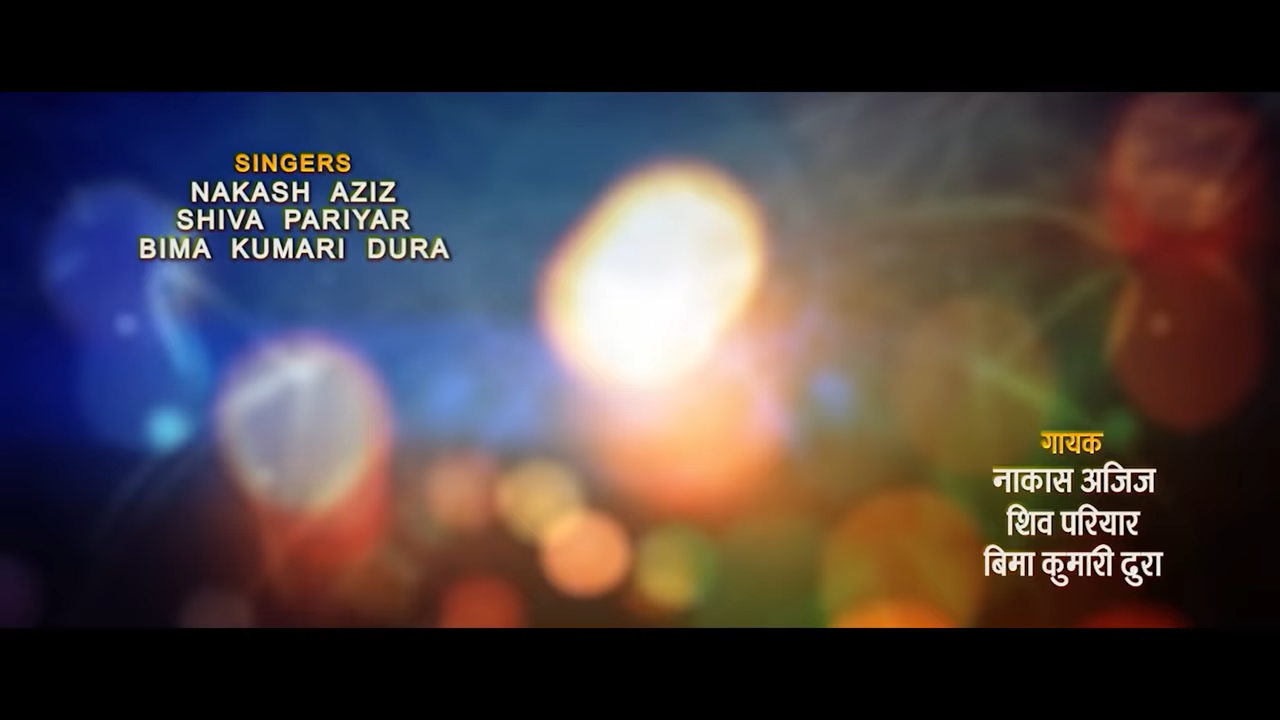 SINGERS
NAKASH AZIZ
SHIVA PARIYAR
BIMA KUMARI DURA
गायक
नाकास अजिज
शिव परियार
बिमा कुमारी दुरा